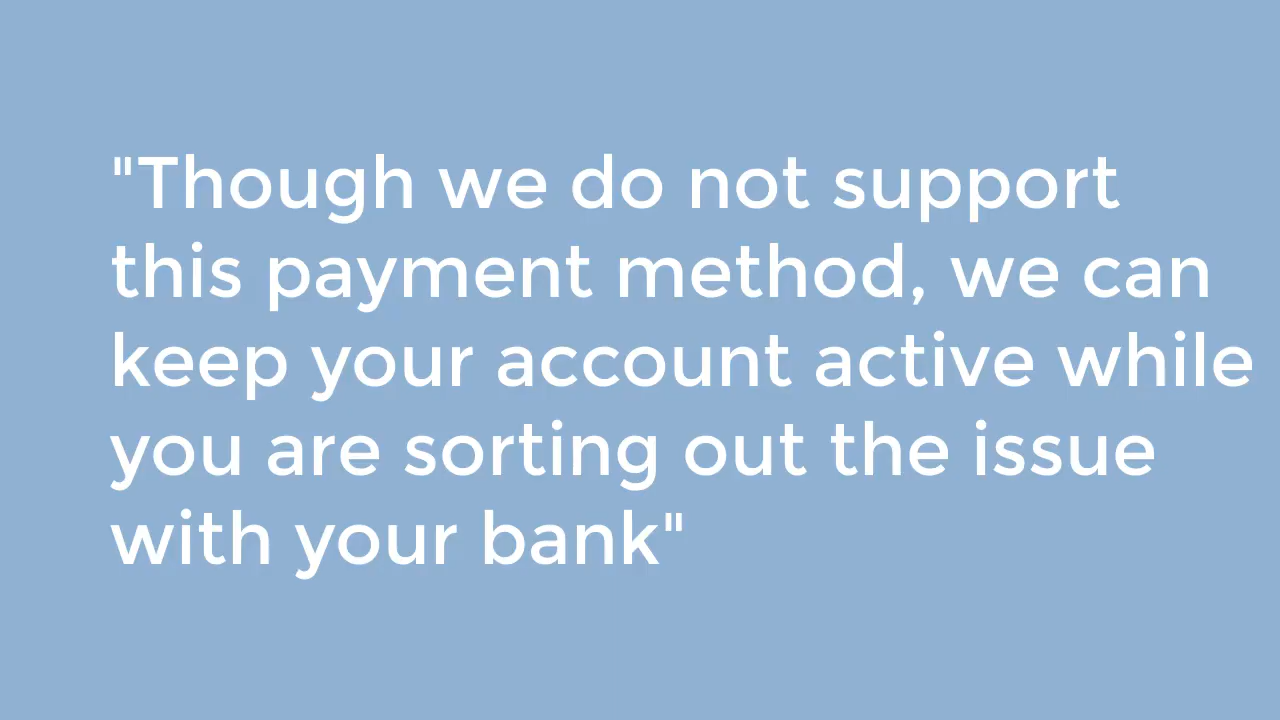 "Though we do not support
this payment method, we can
keep your account active while
you are sorting out the issue
with your bank"